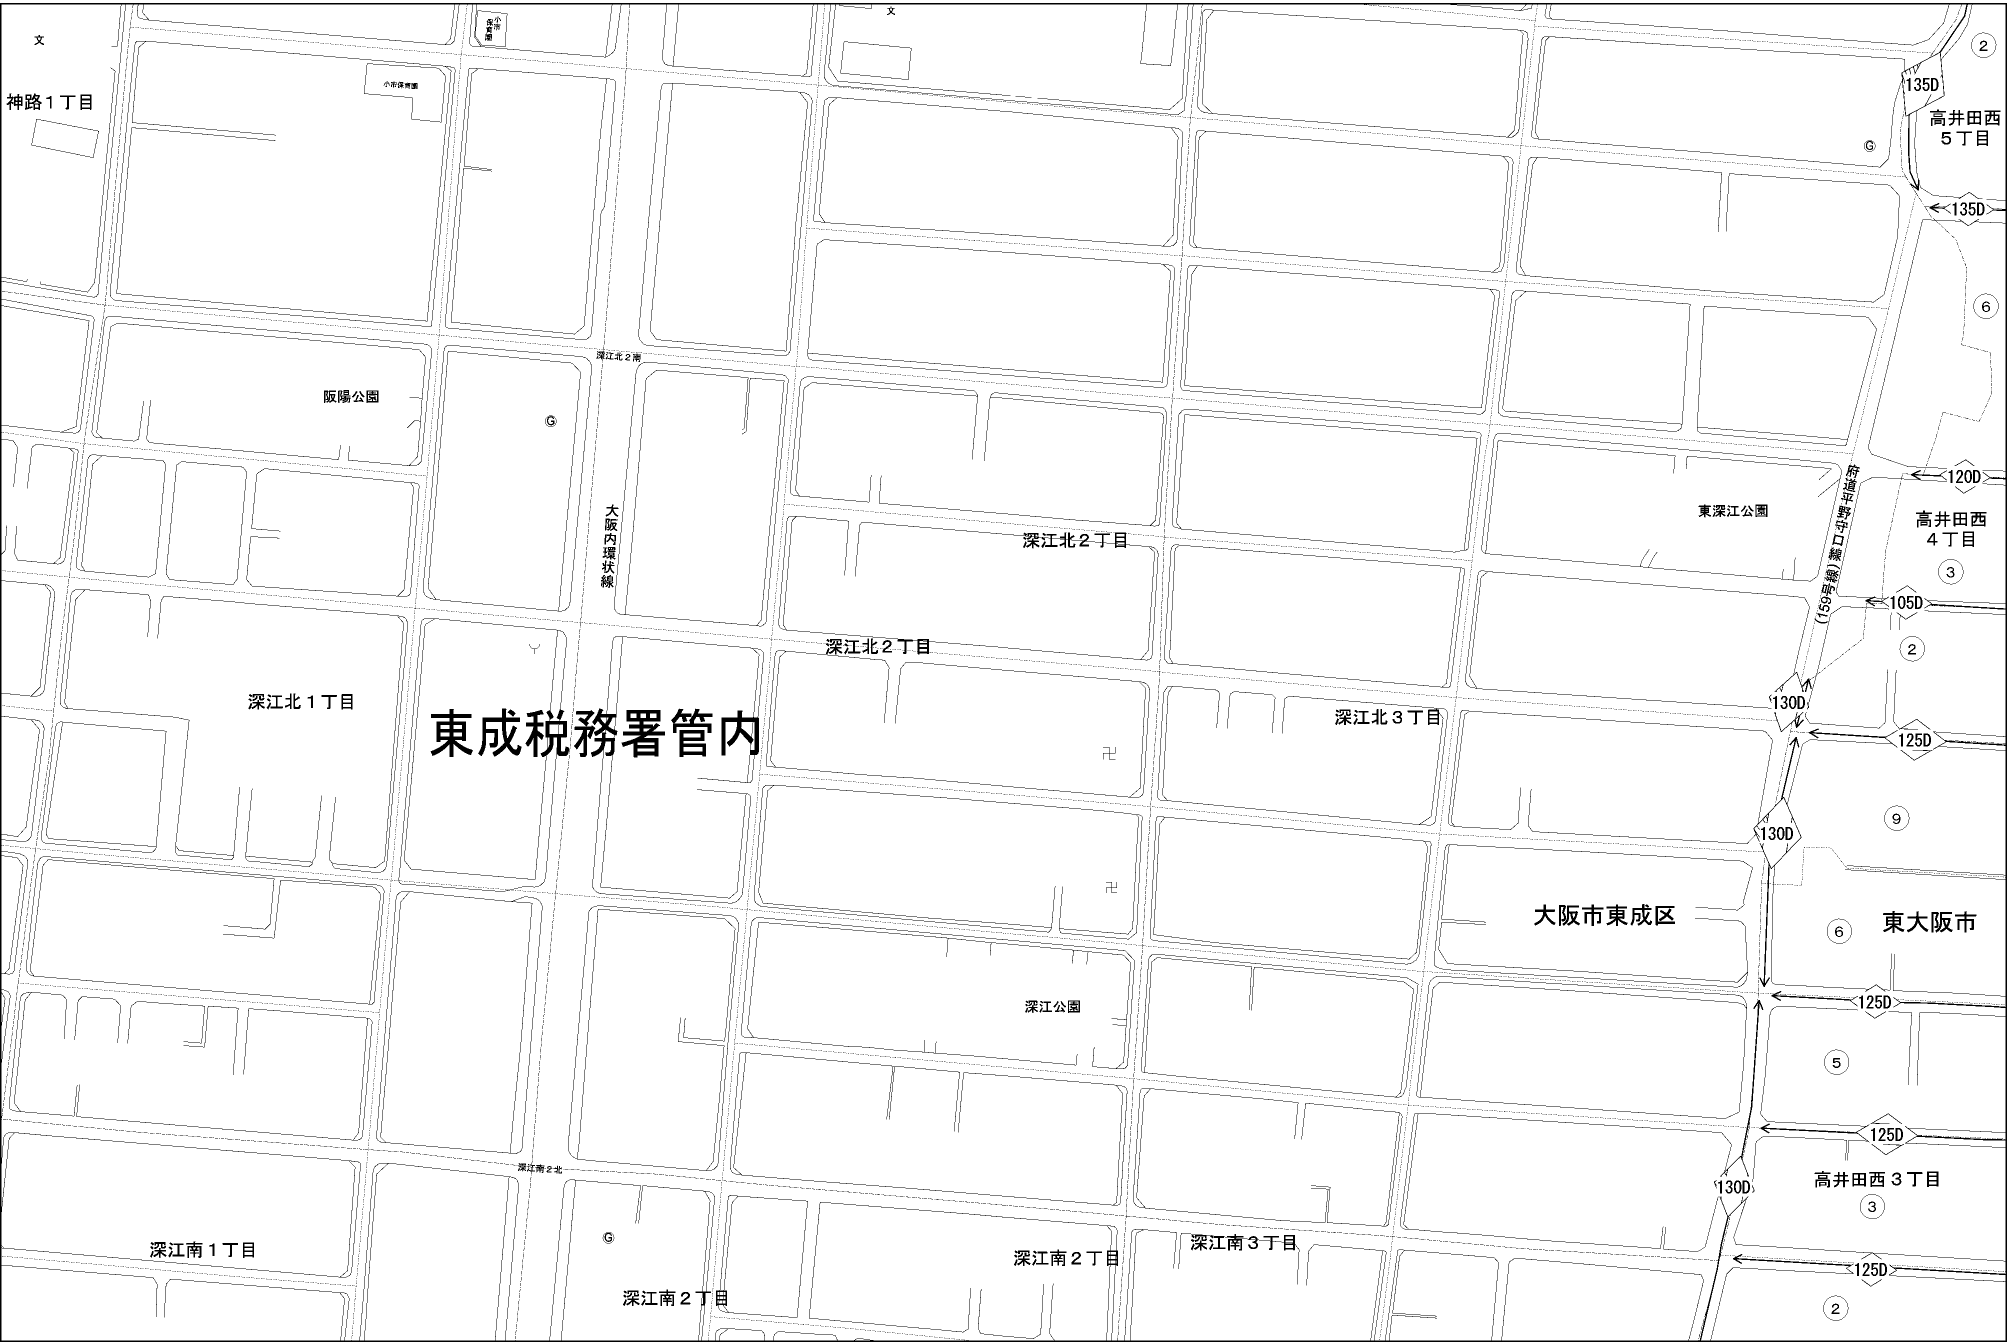 文
小市
保育園
文
2
小市保育園
135D
神路1丁目
高井田西
5丁目
G
135D
6
深江北2南
阪陽公園
G
府道平野守口線(159号線)
120D
大阪内環状線
東深江公園
高井田西
4丁目
深江北2丁目
3
105D
深江北2丁目
2
深江北1丁目
130D
深江北3丁目
東成税務署管内
125D
卍
9
130D
卍
大阪市東成区
東大阪市
6
深江公園
125D
5
125D
深江南2北
高井田西3丁目
130D
3
G
深江南1丁目
深江南2丁目
深江南3丁目
125D
深江南2丁目
2